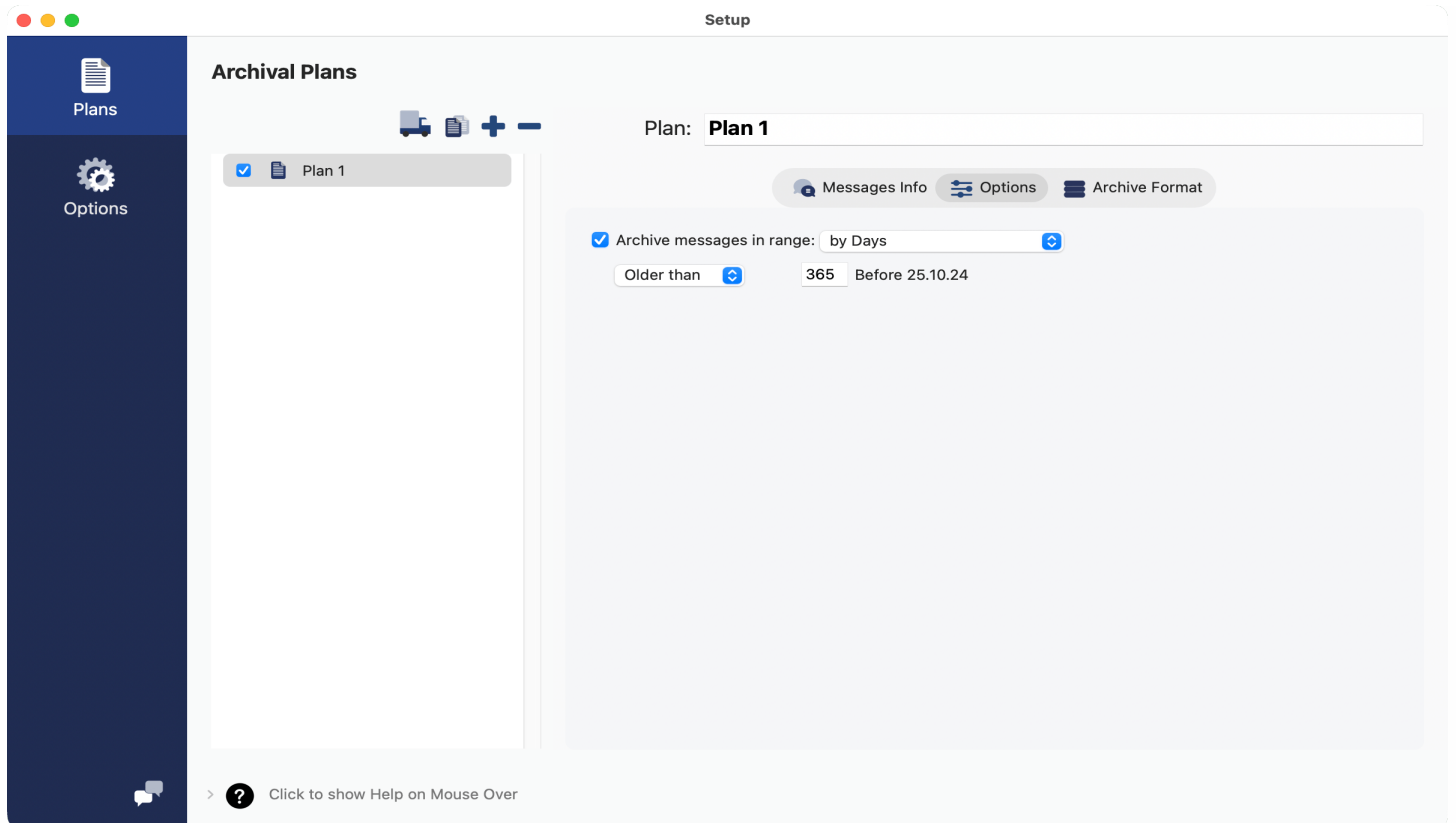 Setup
Plans
Options
Archival Plans
Plan 1
Plan: Plan 1
Messages Info Options Archive Format
Archive messages in range: by Days
Older than 365 Before 25.10.24
? Click to show Help on Mouse Over